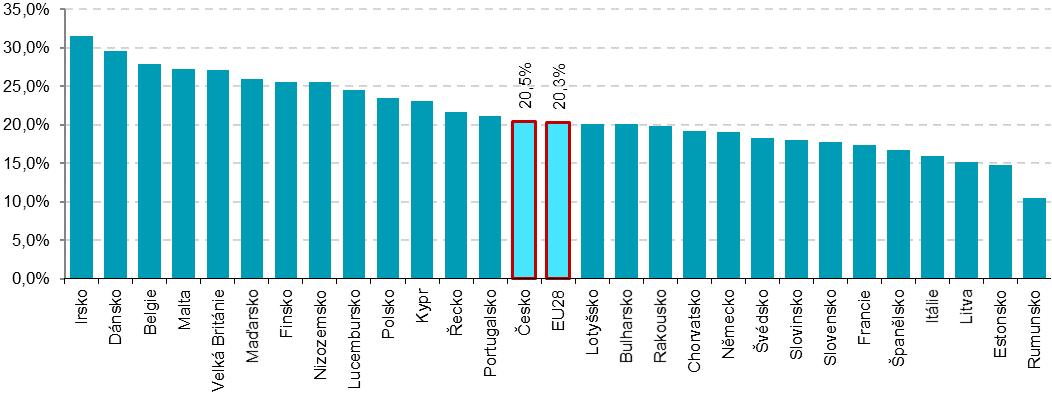 35,0%
30,0%
25,0%
20,0%
15,0%
10,0%
5,0%
0,0%
20,5%
20,3%
Irsko
Dánsko
Belgie
Malta
Velká Británie
Maďarsko
Finsko
Nizozemsko
Lucembursko
Polsko
Kypr
Řecko
Portugalsko
Česko
EU28
Lotyšsko
Bulharsko
Rakousko
Chorvatsko
Německo
Švédsko
Slovinsko
Slovensko
Francie
Španělsko
Itálie
Litva
Estonsko
Rumunsko